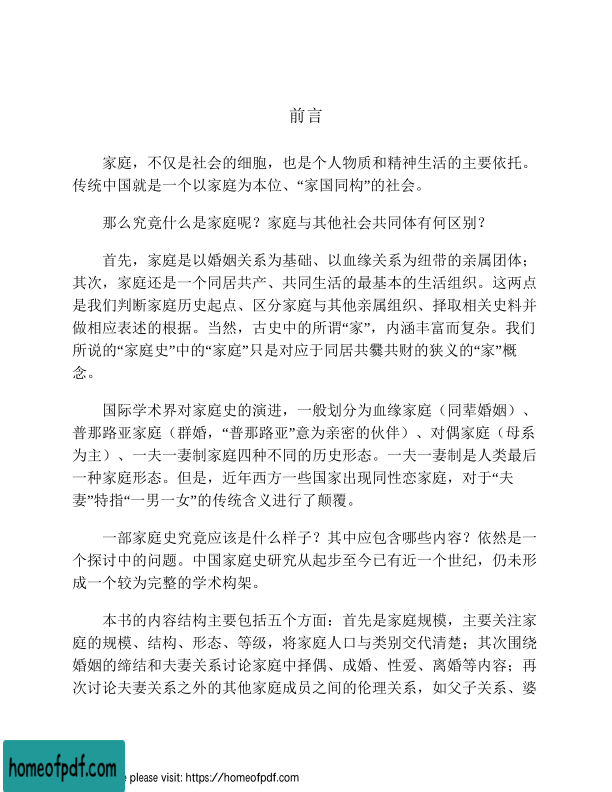 前言
家庭，不仅是社会的细胞，也是个人物质和精神生活的主要依托。
传统中国就是一个以家庭为本位、“家国同构”的社会。
那么究竟什么是家庭呢？家庭与其他社会共同体有何区别？
首先，家庭是以婚姻关系为基础、以血缘关系为纽带的亲属团体；
其次，家庭还是一个同居共产、共同生活的最基本的生活组织。这两点
是我们判断家庭历史起点、区分家庭与其他亲属组织、择取相关史料并
做相应表述的根据。当然，古史中的所谓“家”，内涵丰富而复杂。我们
所说的“家庭史”中的“家庭”只是对应于同居共爨共财的狭义的“家”概
念。
国际学术界对家庭史的演进，一般划分为血缘家庭（同辈婚姻）、
普那路亚家庭（群婚，“普那路亚”意为亲密的伙伴）、对偶家庭（母系
为主）、一夫一妻制家庭四种不同的历史形态。一夫一妻制是人类最后
一种家庭形态。但是，近年西方一些国家出现同性恋家庭，对于“夫
妻”特指“一男一女”的传统含义进行了颠覆。
一部家庭史究竟应该是什么样子？其中应包含哪些内容？依然是一
个探讨中的问题。中国家庭史研究从起步至今已有近一个世纪，仍未形
成一个较为完整的学术构架。
本书的内容结构主要包括五个方面：首先是家庭规模，主要关注家
庭的规模、结构、形态、等级，将家庭人口与类别交代清楚；其次围绕
婚姻的缔结和夫妻关系讨论家庭中择偶、成婚、性爱、离婚等内容；再
次讨论夫妻关系之外的其他家庭成员之间的伦理关系，如父子关系、婆
homeofpdf.com
e please visit: https://homeofpdf.com